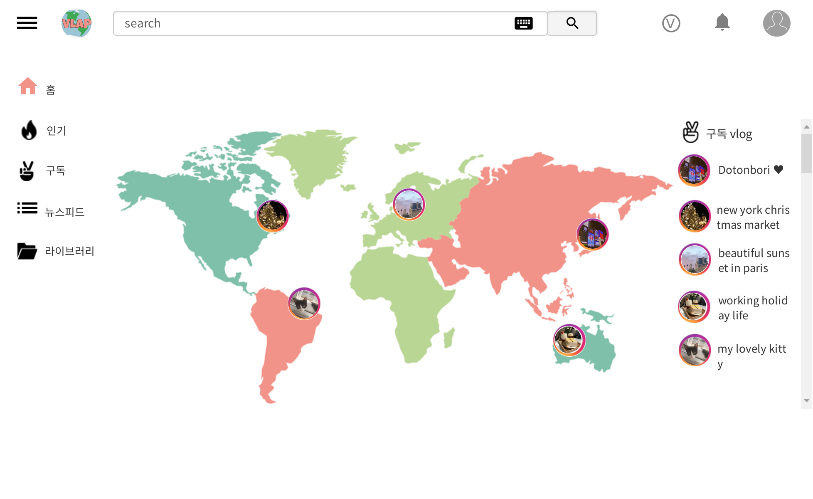 search
V
홈
인기
구독
뉴스피드
라이브러리
구독 vlog
Dotonbori ♥
new york chris
tmas market
beautiful suns
et in paris
working holid
ay life
my lovely kitt
y